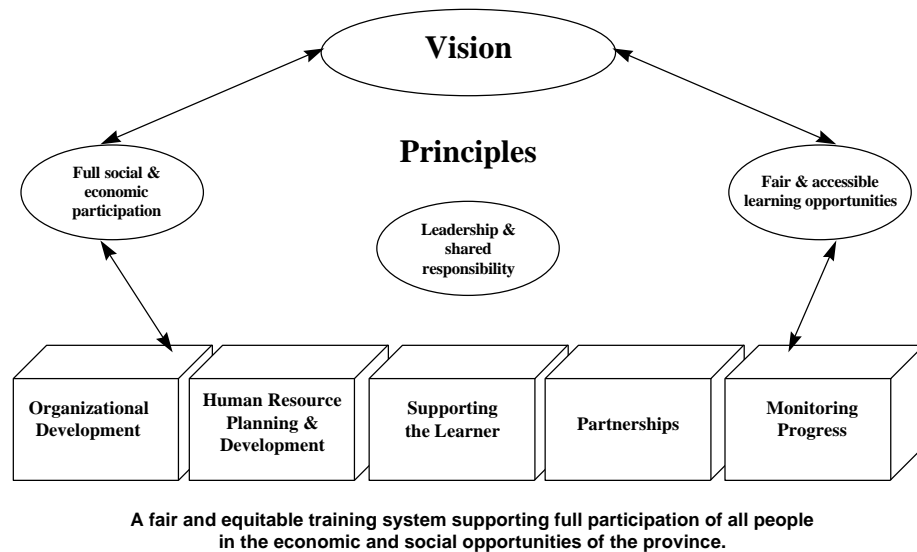 Vision
Principles
Full social &
economic
participation
Leadership &
shared
responsibility
Fair & accessible
learning opportunities
Organizational
Development
Human Resource
Planning &
Development
Supporting
the Learner
Partnerships
Monitoring
Progress
A fair and equitable training system supporting full participation of all people
in the economic and social opportunities of the province.